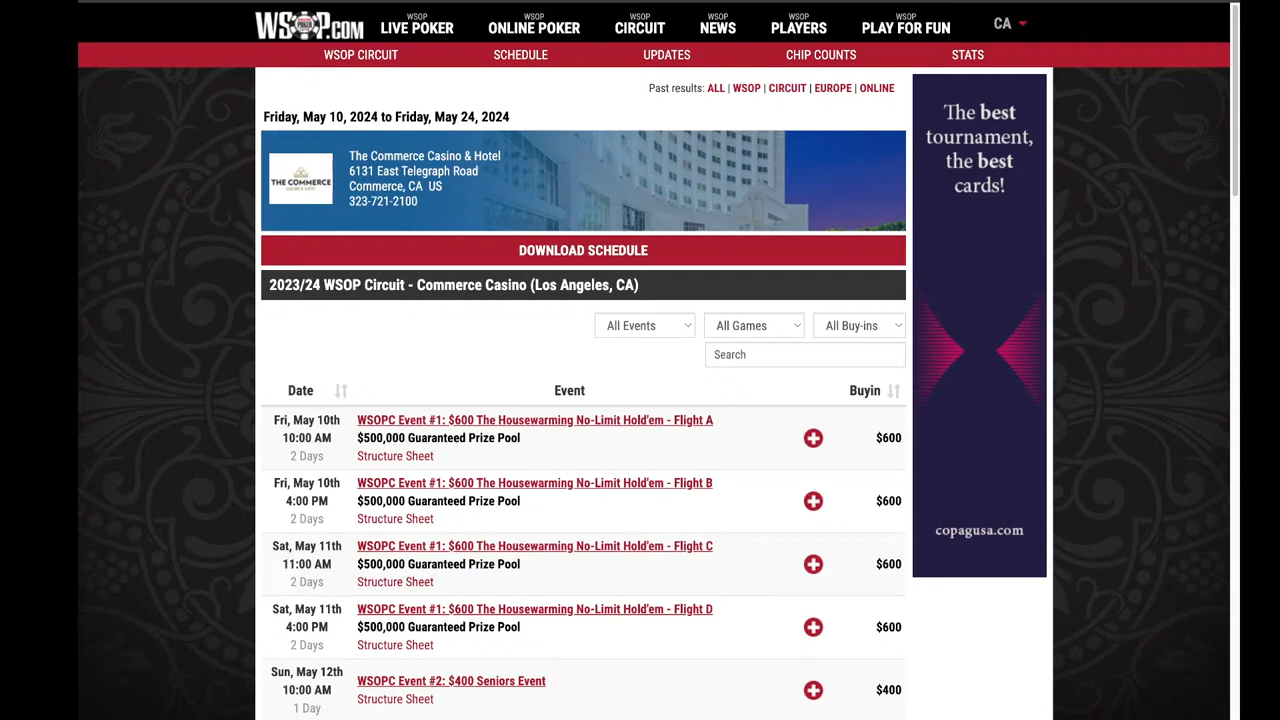 WSOP.COM
WSOP
LIVE POKER
WSOP
ONLINE POKER
WSOP
CIRCUIT
WSOP
NEWS
WSOP
PLAYERS
WSOP
PLAY FOR FUN
CA
WSOP CIRCUIT
SCHEDULE
UPDATES
CHIP COUNTS
STATS
Past results: ALL | WSOP | CIRCUIT | EUROPE | ONLINE
Friday, May 10, 2024 to Friday, May 24, 2024
THE COMMERCE
CASINO & HOTEL
The Commerce Casino & Hotel
6131 East Telegraph Road
Commerce, CA US
323-721-2100
DOWNLOAD SCHEDULE
2023/24 WSOP Circuit - Commerce Casino (Los Angeles, CA)
All Events
All Games
All Buy-ins
Search
Date
Event
Buyin
Fri, May 10th
10:00 AM
2 Days
WSOPC Event #1: $600 The Housewarming No-Limit Hold'em - Flight A
$500,000 Guaranteed Prize Pool
Structure Sheet
$600
Fri, May 10th
4:00 PM
2 Days
WSOPC Event #1: $600 The Housewarming No-Limit Hold'em - Flight B
$500,000 Guaranteed Prize Pool
Structure Sheet
$600
Sat, May 11th
11:00 AM
2 Days
WSOPC Event #1: $600 The Housewarming No-Limit Hold'em - Flight C
$500,000 Guaranteed Prize Pool
Structure Sheet
$600
Sat, May 11th
4:00 PM
2 Days
WSOPC Event #1: $600 The Housewarming No-Limit Hold'em - Flight D
$500,000 Guaranteed Prize Pool
Structure Sheet
$600
Sun, May 12th
10:00 AM
1 Day
WSOPC Event #2: $400 Seniors Event
Structure Sheet
$400
The best
tournament,
the best
cards!
copagusa.com